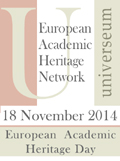 U
European
Academic
Heritage
Network
universeum
18 November 2014
European Academic
Heritage Day